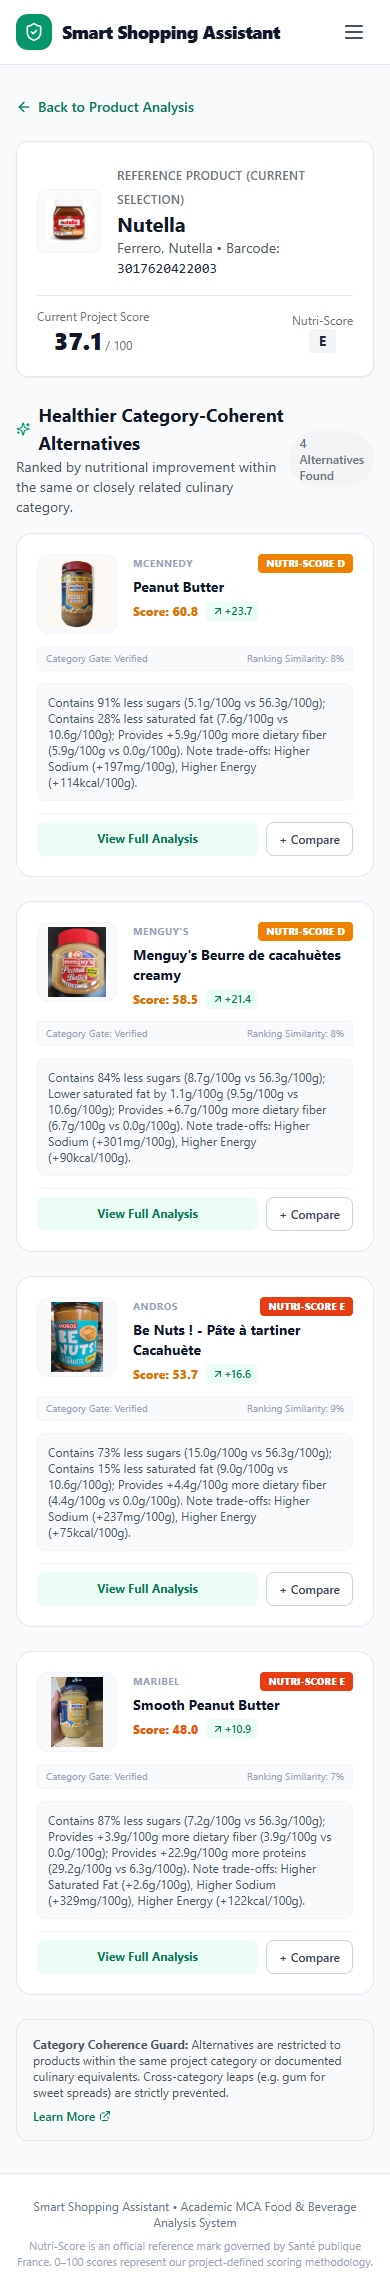 Smart Shopping Assistant
Back to Product Analysis
REFERENCE PRODUCT (CURRENT
SELECTION)
Nutella
Ferrero, Nutella • Barcode:
3017620422003
Current Project Score
37.1 / 100
Nutri-Score
E
Healthier Category-Coherent
Alternatives
Ranked by nutritional improvement within
the same or closely related culinary
category.
4
Alternatives
Found
MCENNEDY
NUTRI-SCORE D
Peanut Butter
Score: 60.8 +23.7
Category Gate: Verified Ranking Similarity: 8%
Contains 91% less sugars (5.1g/100g vs 56.3g/100g);
Contains 28% less saturated fat (7.6g/100g vs
10.6g/100g); Provides +5.9g/100g more dietary fiber
(5.9g/100g vs 0.0g/100g). Note trade-offs: Higher
Sodium (+197mg/100g), Higher Energy
(+114kcal/100g).
View Full Analysis + Compare
MENGUY'S
NUTRI-SCORE D
Menguy's Beurre de cacahuètes
creamy
Score: 58.5 +21.4
Category Gate: Verified Ranking Similarity: 8%
Contains 84% less sugars (8.7g/100g vs 56.3g/100g);
Lower saturated fat by 1.1g/100g (9.5g/100g vs
10.6g/100g); Provides +6.7g/100g more dietary fiber
(6.7g/100g vs 0.0g/100g). Note trade-offs: Higher
Sodium (+301mg/100g), Higher Energy
(+90kcal/100g).
View Full Analysis + Compare
ANDROS
NUTRI-SCORE E
Be Nuts ! - Pâte à tartiner
Cacahuète
Score: 53.7 +16.6
Category Gate: Verified Ranking Similarity: 9%
Contains 73% less sugars (15.0g/100g vs 56.3g/100g);
Contains 15% less saturated fat (9.0g/100g vs
10.6g/100g); Provides +4.4g/100g more dietary fiber
(4.4g/100g vs 0.0g/100g). Note trade-offs: Higher
Sodium (+237mg/100g), Higher Energy
(+75kcal/100g).
View Full Analysis + Compare
MARIBEL
NUTRI-SCORE E
Smooth Peanut Butter
Score: 48.0 +10.9
Category Gate: Verified Ranking Similarity: 7%
Contains 87% less sugars (7.2g/100g vs 56.3g/100g);
Provides +3.9g/100g more dietary fiber (3.9g/100g vs
0.0g/100g); Provides +22.9g/100g more proteins
(29.2g/100g vs 6.3g/100g). Note trade-offs: Higher
Saturated Fat (+2.6g/100g), Higher Sodium
(+329mg/100g), Higher Energy (+122kcal/100g).
View Full Analysis + Compare
Category Coherence Guard: Alternatives are restricted to
products within the same project category or documented
culinary equivalents. Cross-category leaps (e.g. gum for
sweet spreads) are strictly prevented.
Learn More
Smart Shopping Assistant • Academic MCA Food & Beverage
Analysis System
Nutri-Score is an official reference mark governed by Santé publique
France. 0–100 scores represent our project-defined scoring methodology.